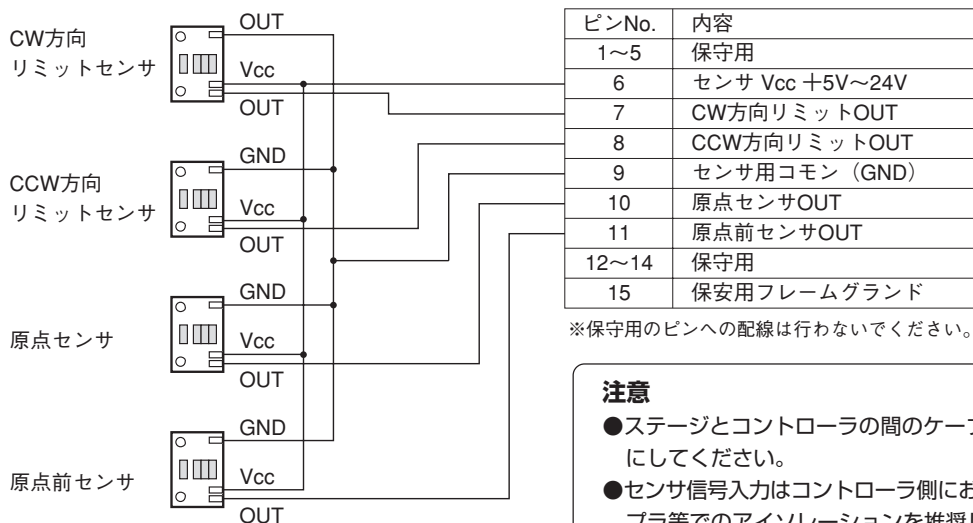 CW方向
リミットセンサ
OUT
Vcc
OUT
CCW方向
リミットセンサ
GND
Vcc
OUT
原点センサ
GND
Vcc
OUT
原点前センサ
GND
Vcc
OUT
ピンNo. 内容
1〜5 保守用
6 センサ Vcc +5V〜24V
7 CW方向リミットOUT
8 CCW方向リミットOUT
9 センサ用コモン（GND）
10 原点センサOUT
11 原点前センサOUT
12〜14 保守用
15 保安用フレームグランド
※保守用のピンへの配線は行わないでください。
注意
●ステージとコントローラの間のケー
にしてください。
●センサ信号入力はコントローラ側にお
プラ等でのアイソレーションを推奨